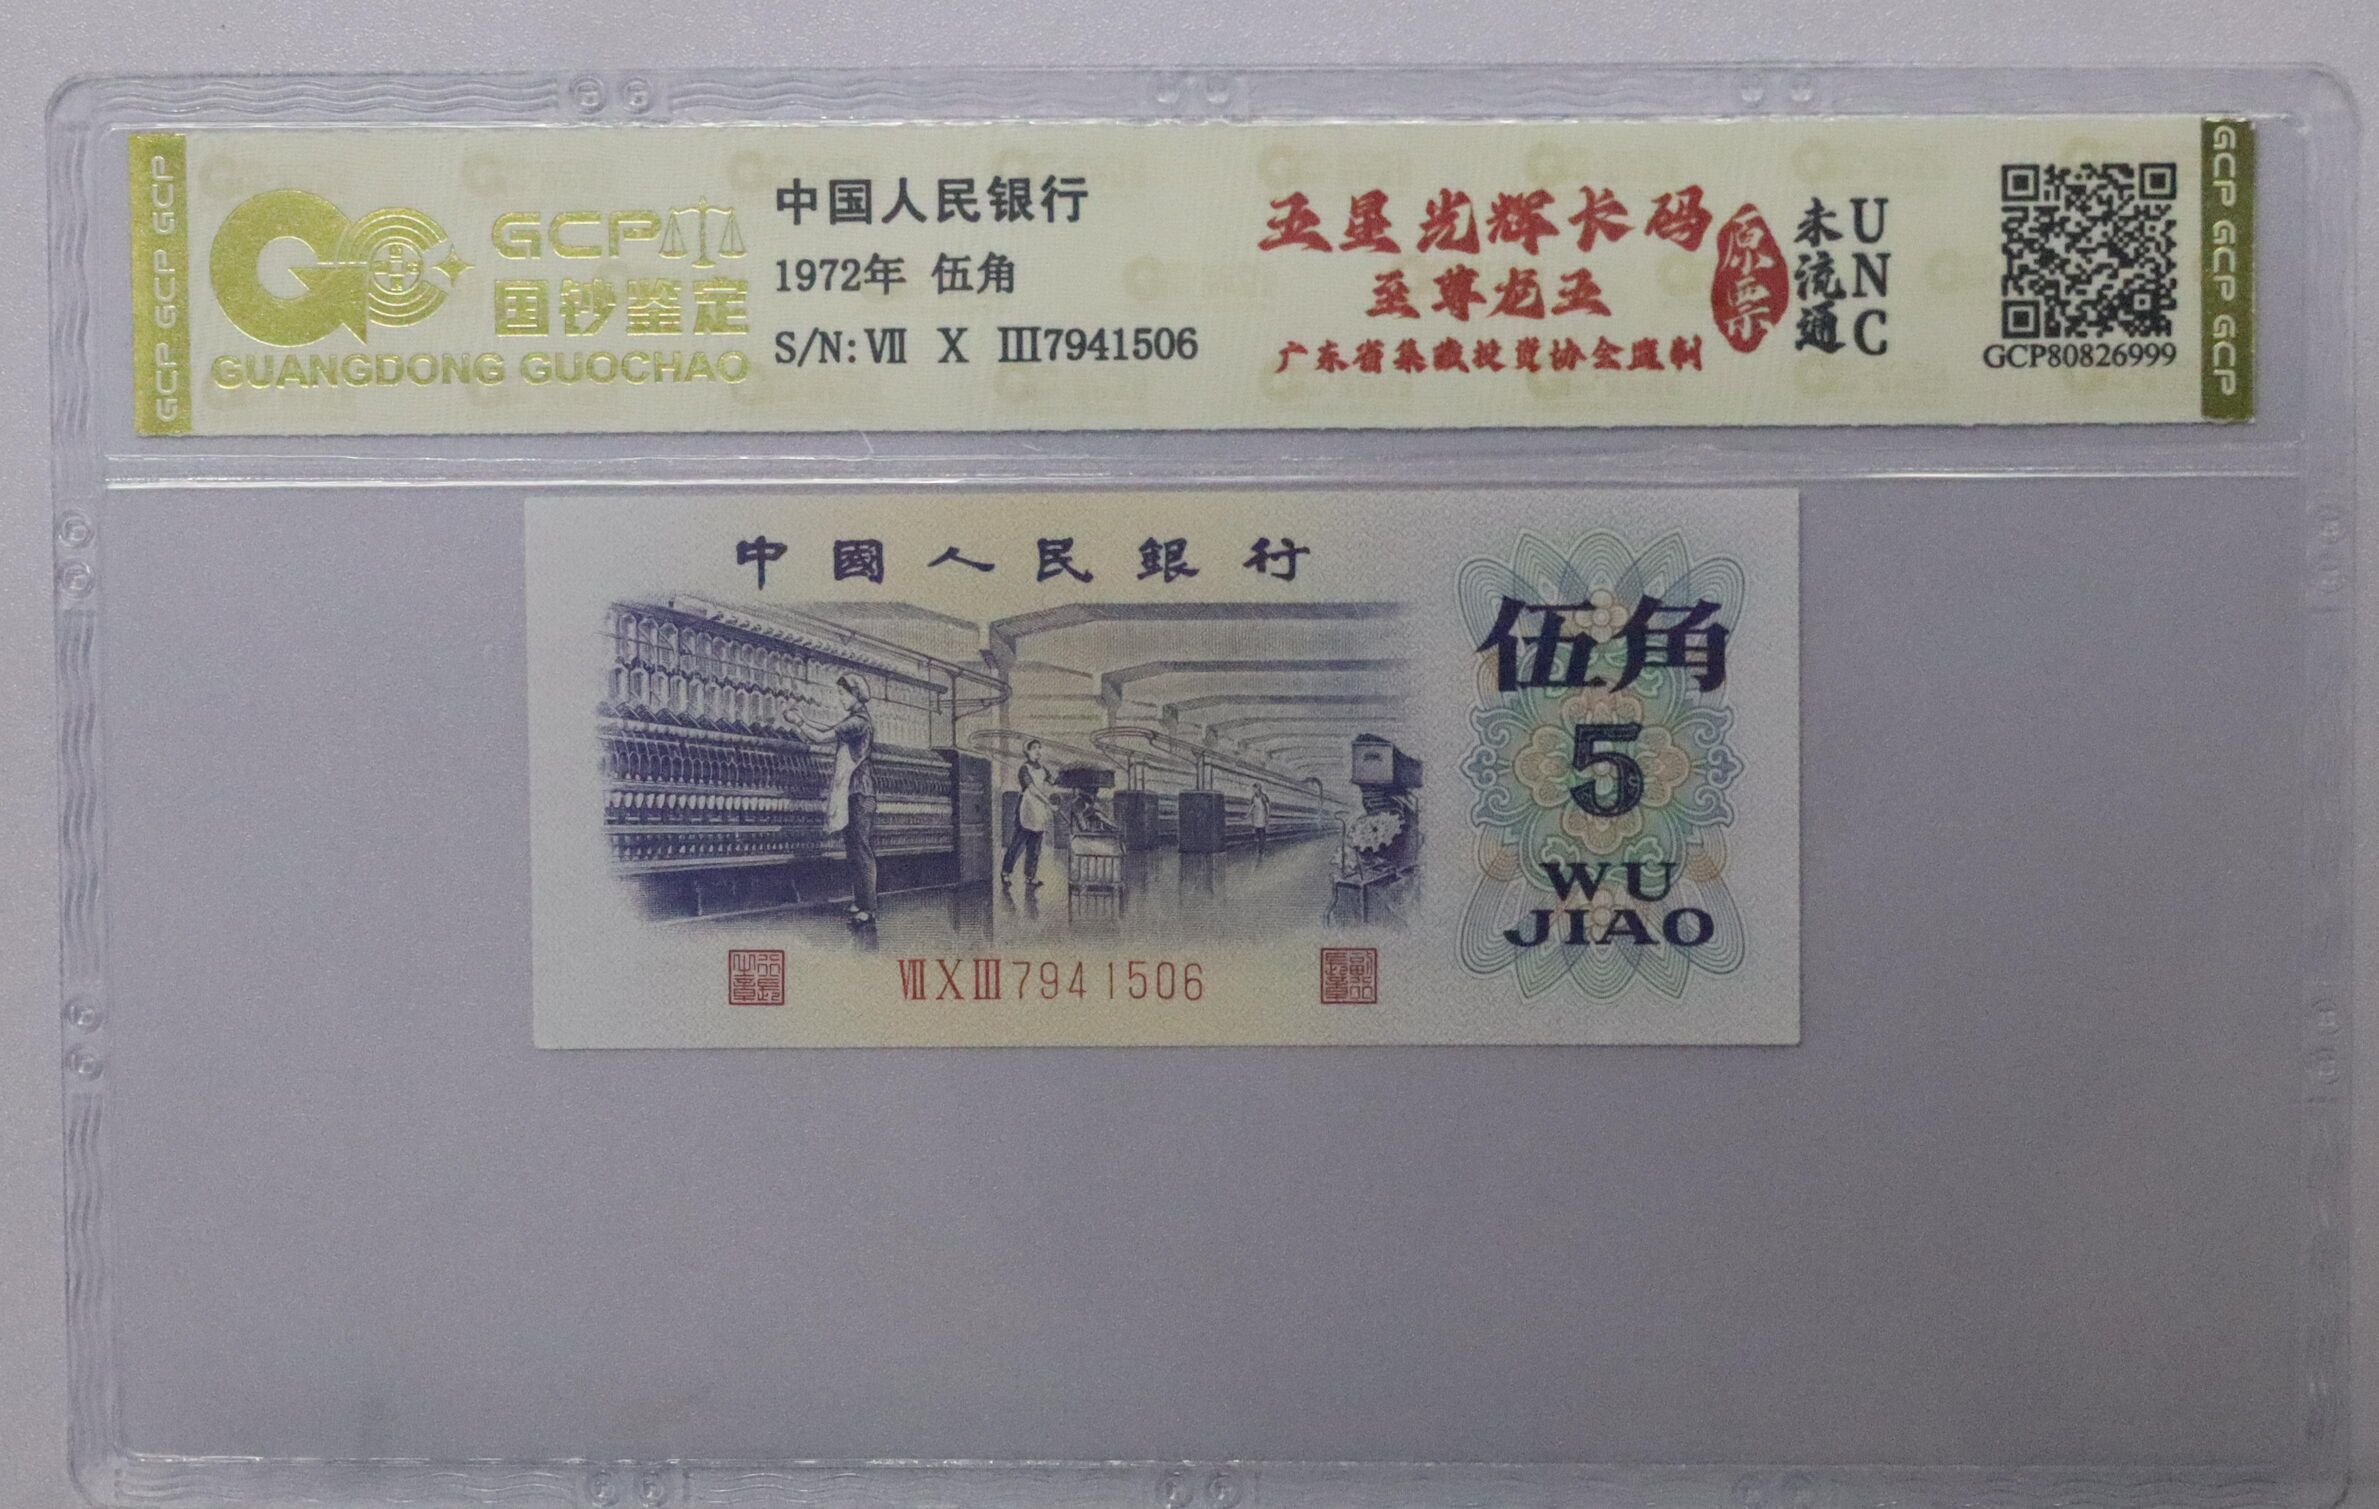 GCP GCP GCP
GCP
国钞鉴定
GUANGDONG GUOCHAO
中国人民银行
1972年 伍角
S/N: Ⅶ Ⅹ Ⅲ7941506
五星光辉长码
至尊龙五
广东省集藏投资协会监制
原票
未流通
UNC
GCP80826999
GCP GCP GCP
中國人民銀行
伍角
5
WU
JIAO
ⅦⅩⅢ7941506